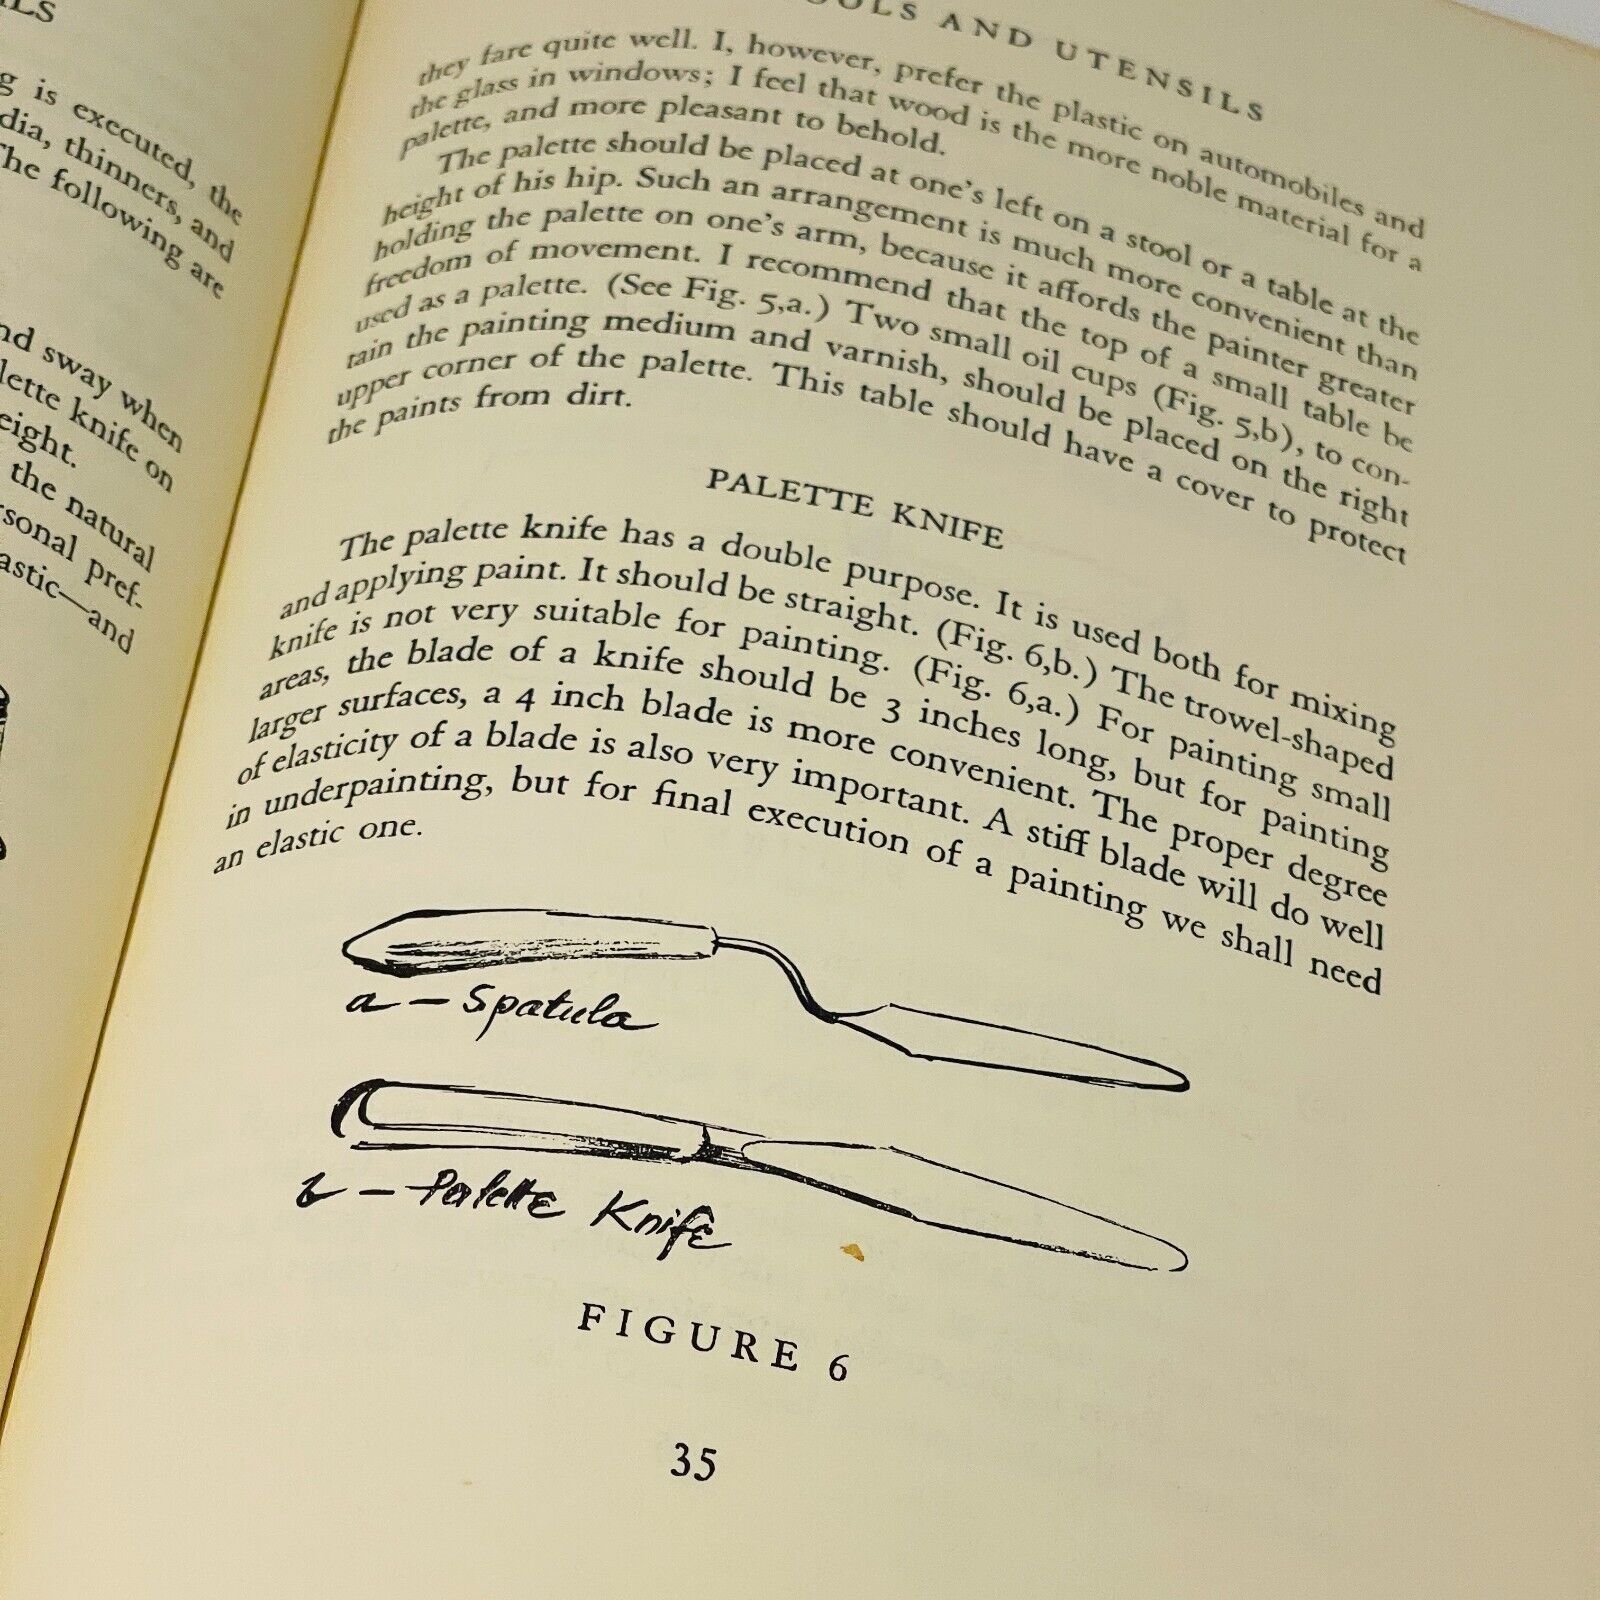 ILS
g is executed, the
dia, thinners, and
The following are
nd sway when
lette knife on
eight.
the natural
rsonal pref-
astic—and
OOLS AND UTENSILS
they fare quite well. I, however, prefer the plastic on automobiles and
the glass in windows; I feel that wood is the more noble material for a
palette, and more pleasant to behold.
The palette should be placed at one's left on a stool or a table at the
height of his hip. Such an arrangement is much more convenient than
holding the palette on one's arm, because it affords the painter greater
freedom of movement. I recommend that the top of a small table be
used as a palette. (See Fig. 5,a.) Two small oil cups (Fig. 5,b), to con-
tain the painting medium and varnish, should be placed on the right
upper corner of the palette. This table should have a cover to protect
the paints from dirt.
PALETTE KNIFE
The palette knife has a double purpose. It is used both for mixing
and applying paint. It should be straight. (Fig. 6,b.) The trowel-shaped
knife is not very suitable for painting. (Fig. 6,a.) For painting small
areas, the blade of a knife should be 3 inches long, but for painting
larger surfaces, a 4 inch blade is more convenient. The proper degree
of elasticity of a blade is also very important. A stiff blade will do well
in underpainting, but for final execution of a painting we shall need
an elastic one.
a – Spatula
b – Palette Knife
FIGURE 6
35